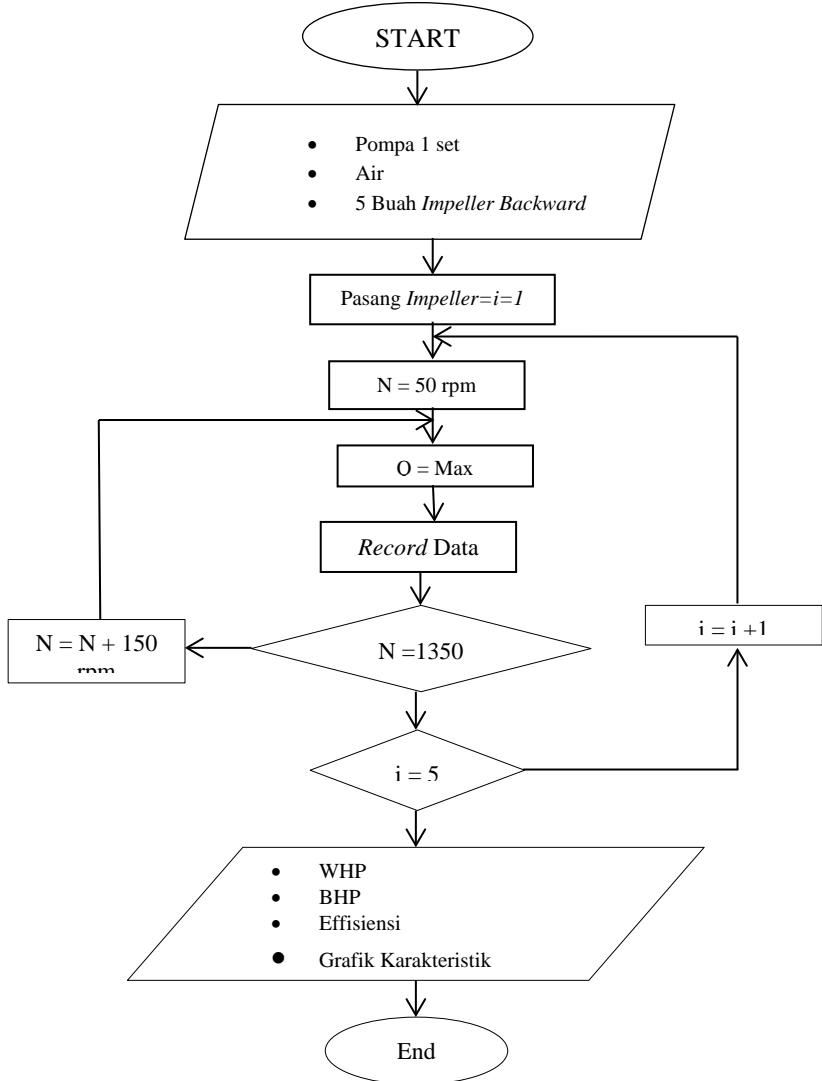 START
• Pompa 1 set
• Air
• 5 Buah Impeller Backward
Pasang Impeller=i=1
N = 50 rpm
Q = Max
Record Data
N =1350
N = N + 150
rpm
i = i +1
i = 5
• WHP
• BHP
• Effisiensi
• Grafik Karakteristik
End